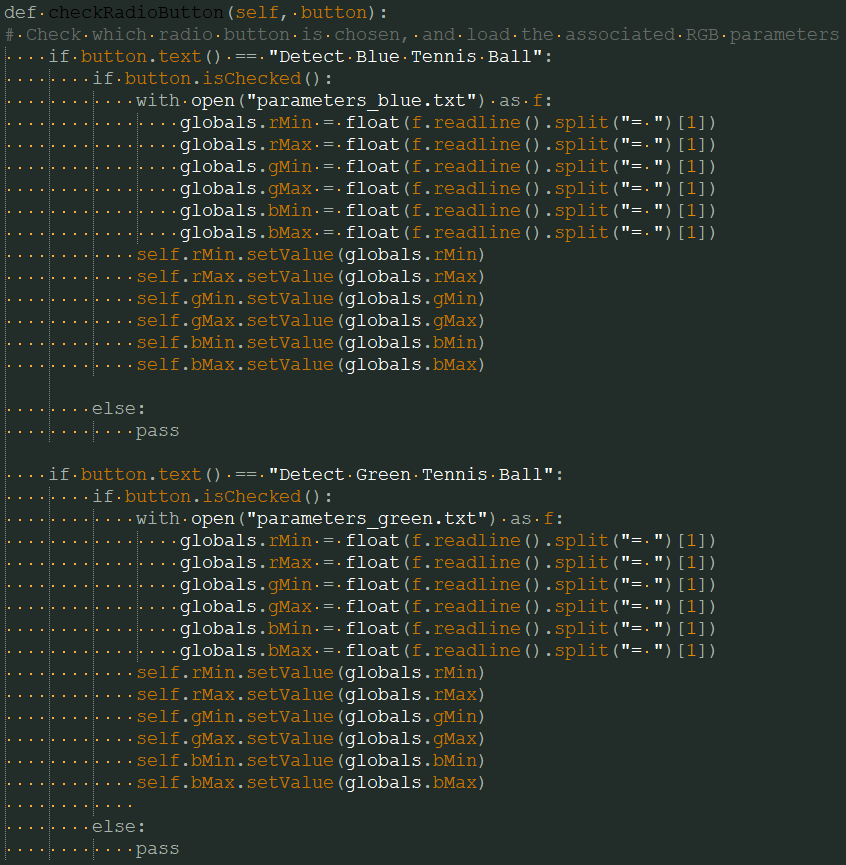 def checkRadioButton(self, button):
# Check which radio button is chosen, and load the associated RGB parameters
    if button.text() == "Detect Blue Tennis Ball":
        if button.isChecked():
            with open("parameters_blue.txt") as f:
                globals.rMin = float(f.readline().split("= ")[1])
                globals.rMax = float(f.readline().split("= ")[1])
                globals.gMin = float(f.readline().split("= ")[1])
                globals.gMax = float(f.readline().split("= ")[1])
                globals.bMin = float(f.readline().split("= ")[1])
                globals.bMax = float(f.readline().split("= ")[1])
            self.rMin.setValue(globals.rMin)
            self.rMax.setValue(globals.rMax)
            self.gMin.setValue(globals.gMin)
            self.gMax.setValue(globals.gMax)
            self.bMin.setValue(globals.bMin)
            self.bMax.setValue(globals.bMax)

        else:
            pass

    if button.text() == "Detect Green Tennis Ball":
        if button.isChecked():
            with open("parameters_green.txt") as f:
                globals.rMin = float(f.readline().split("= ")[1])
                globals.rMax = float(f.readline().split("= ")[1])
                globals.gMin = float(f.readline().split("= ")[1])
                globals.gMax = float(f.readline().split("= ")[1])
                globals.bMin = float(f.readline().split("= ")[1])
                globals.bMax = float(f.readline().split("= ")[1])
            self.rMin.setValue(globals.rMin)
            self.rMax.setValue(globals.rMax)
            self.gMin.setValue(globals.gMin)
            self.gMax.setValue(globals.gMax)
            self.bMin.setValue(globals.bMin)
            self.bMax.setValue(globals.bMax)

        else:
            pass